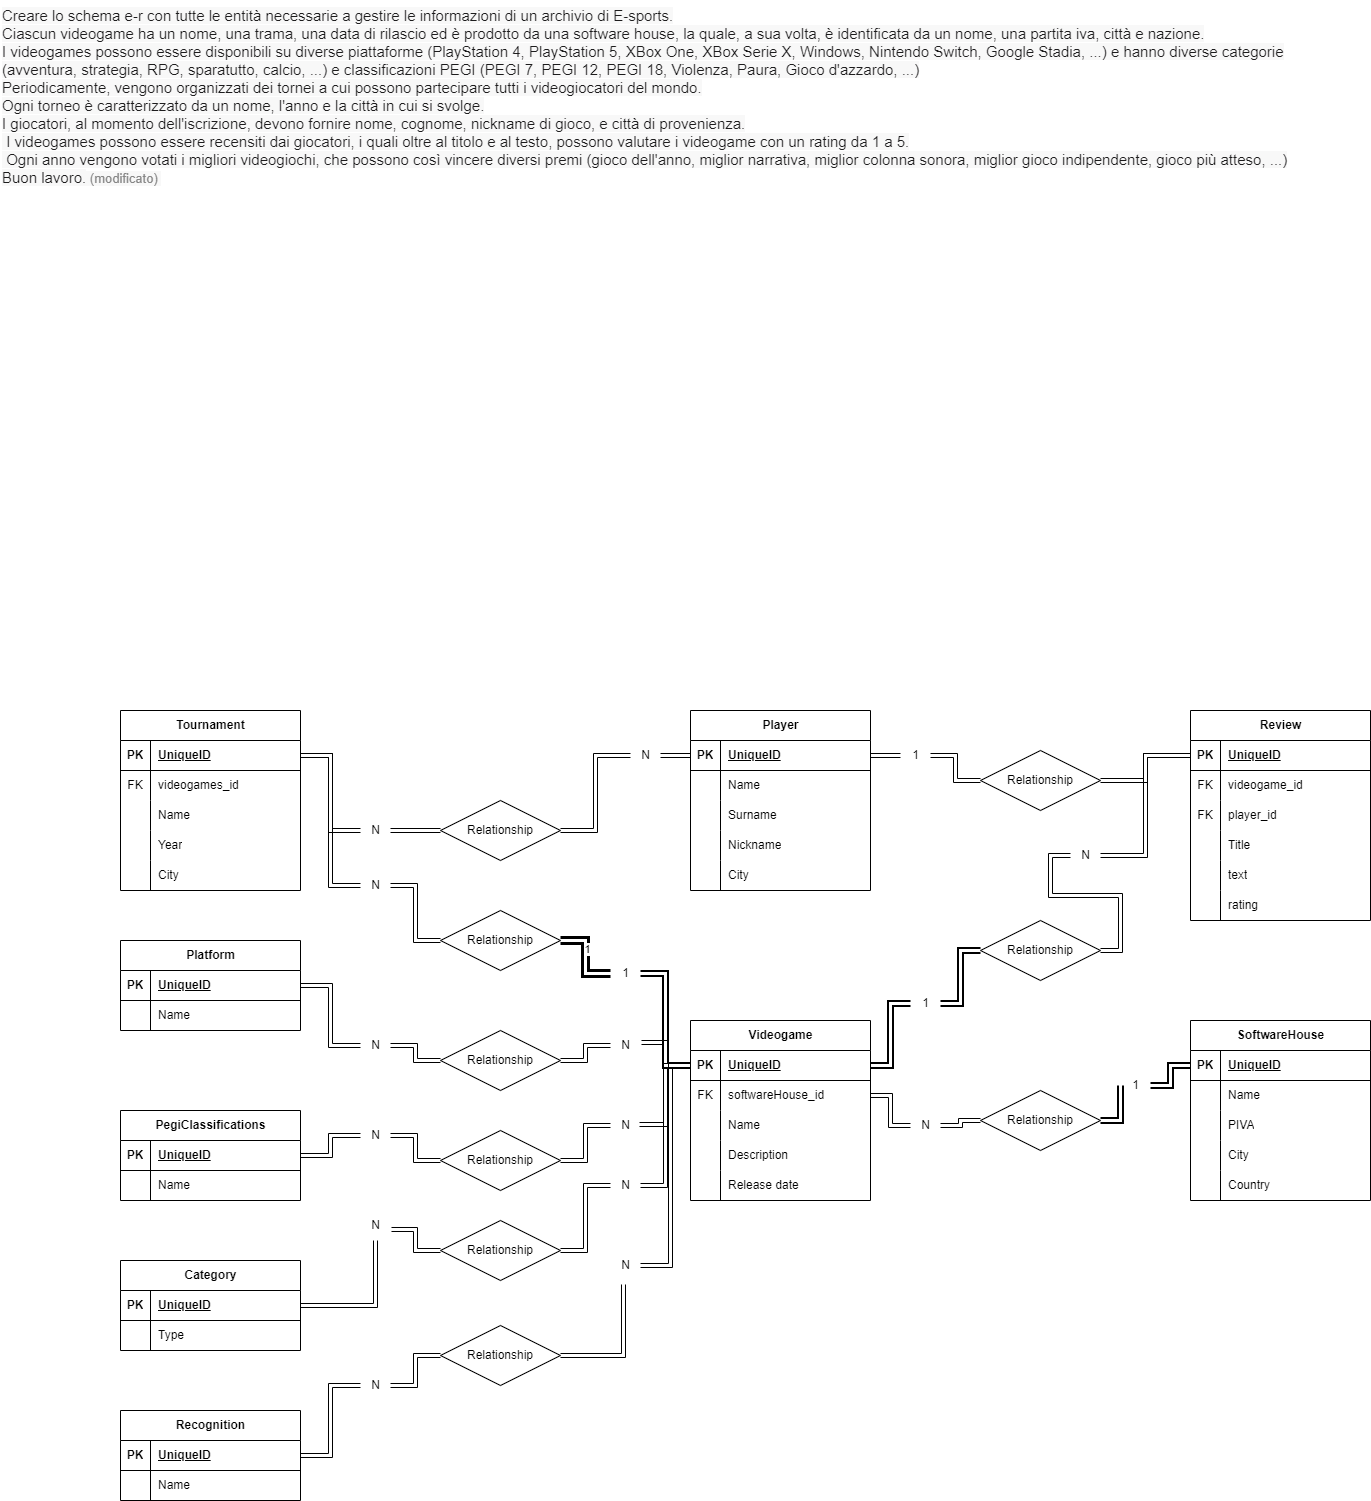 Creare lo schema e-r con tutte le entità necessarie a gestire le informazioni di un archivio di E-sports.
Ciascun videogame ha un nome, una trama, una data di rilascio ed è prodotto da una software house, la quale, a sua volta, è identificata da un nome, una partita iva, città e nazione.
I videogames possono essere disponibili su diverse piattaforme (PlayStation 4, PlayStation 5, XBox One, XBox Serie X, Windows, Nintendo Switch, Google Stadia, ...) e hanno diverse categorie
(avventura, strategia, RPG, sparatutto, calcio, ...) e classificazioni PEGI (PEGI 7, PEGI 12, PEGI 18, Violenza, Paura, Gioco d'azzardo, ...)
Periodicamente, vengono organizzati dei tornei a cui possono partecipare tutti i videogiocatori del mondo.
Ogni torneo è caratterizzato da un nome, l'anno e la città in cui si svolge.
I giocatori, al momento dell'iscrizione, devono fornire nome, cognome, nickname di gioco, e città di provenienza.
I videogames possono essere recensiti dai giocatori, i quali oltre al titolo e al testo, possono valutare i videogame con un rating da 1 a 5.
Ogni anno vengono votati i migliori videogiochi, che possono così vincere diversi premi (gioco dell'anno, miglior narrativa, miglior colonna sonora, miglior gioco indipendente, gioco più atteso, ...)
Buon lavoro. (modificato)
Tournament
PK UniqueID
FK videogames_id
Name
Year
City
N
Relationship
N
Player
PK UniqueID
Name
Surname
Nickname
City
1
Relationship
Review
PK UniqueID
FK videogame_id
FK player_id
Title
text
rating
N
N
Relationship
1
1
Relationship
1
Platform
PK UniqueID
Name
N
Relationship
N
Videogame
PK UniqueID
FK softwareHouse_id
Name
Description
Release date
N
Relationship
1
SoftwareHouse
PK UniqueID
Name
PIVA
City
Country
PegiClassifications
PK UniqueID
Name
N
Relationship
N
Category
PK UniqueID
Type
N
Relationship
N
Recognition
PK UniqueID
Name
N
Relationship
N